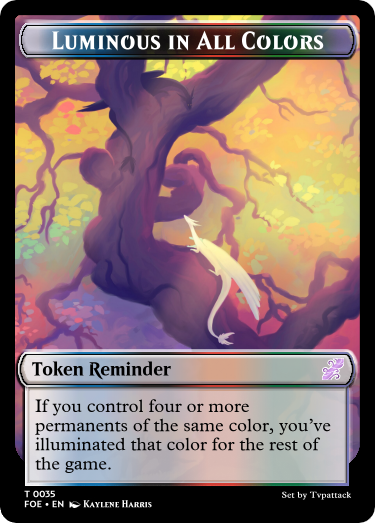 LUMINOUS IN ALL COLORS
Token Reminder
If you control four or more
permanents of the same color, you've
illuminated that color for the rest of
the game.
T 0035
FOE • EN KAYLENE HARRIS
Set by Tvpattack